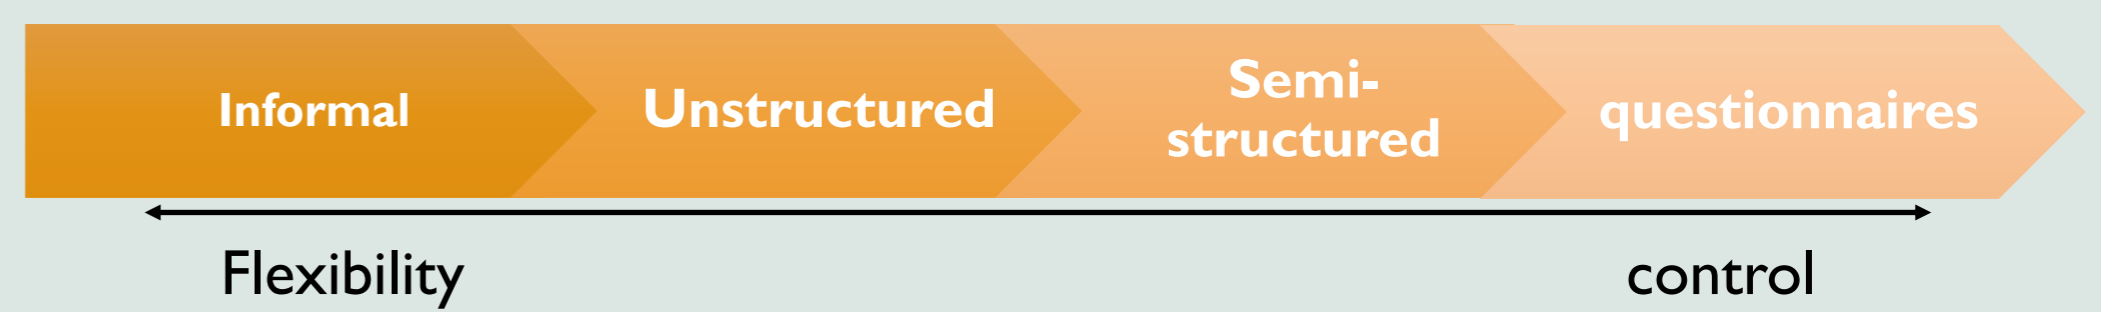 Informal
Unstructured
Semi-
structured
questionnaires
Flexibility
control